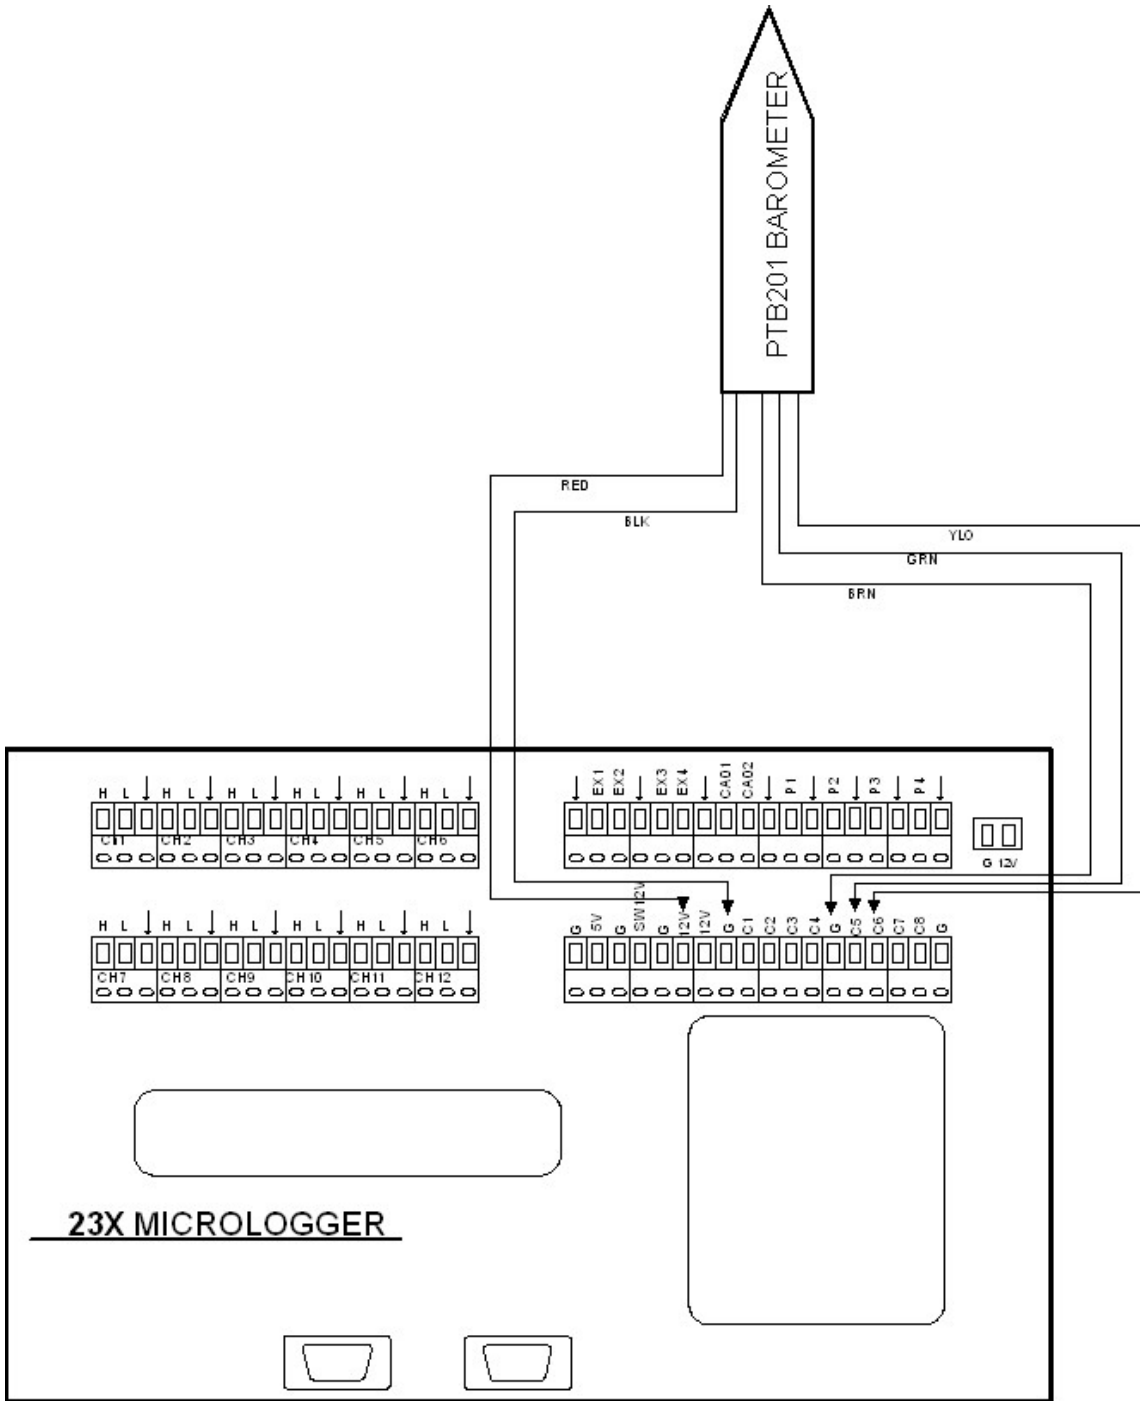 PTB201 BAROMETER
RED
BLK
YLO
GRN
BRN
H L H L H L H L H L H L
EX1 EX2 EX3 EX4 CAO1 CAO2 P1 P2 P3 P4
CH1 CH2 CH3 CH4 CH5 CH6
G 12V
H L H L H L H L H L H L
G 5V G SW12V G 12V 12V G C1 C2 C3 C4 G C5 C6 C7 C8 G
CH7 CH8 CH9 CH10 CH11 CH12
23X MICROLOGGER